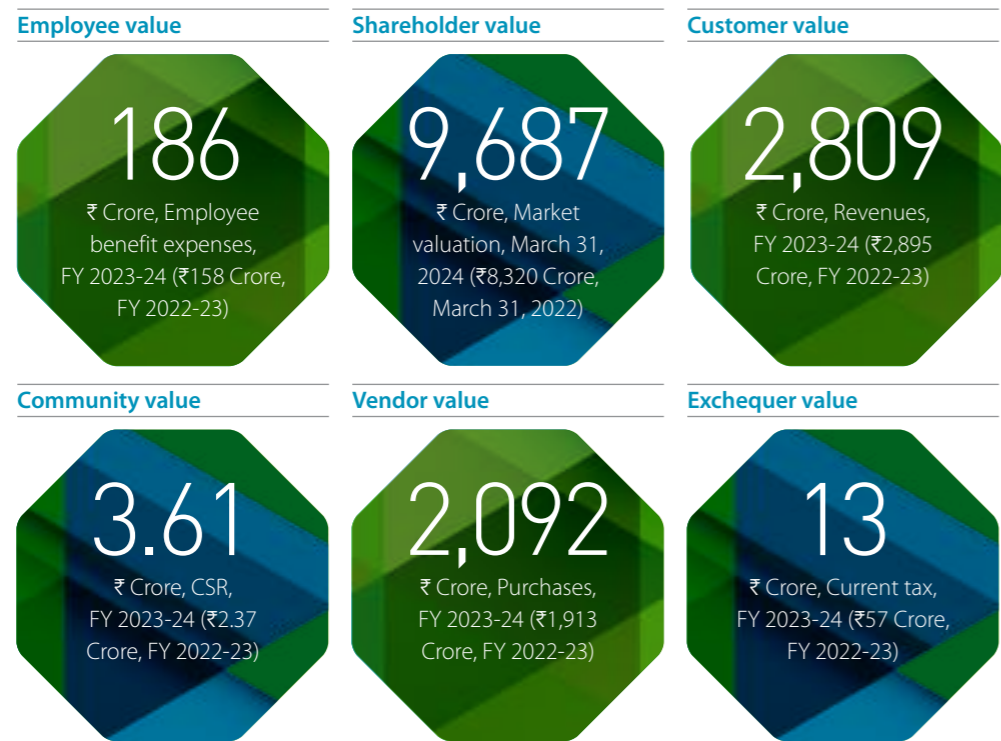 Employee value
186
₹ Crore, Employee
benefit expenses,
FY 2023-24 (₹158 Crore,
FY 2022-23)
Shareholder value
9,687
₹ Crore, Market
valuation, March 31,
2024 (₹8,320 Crore,
March 31, 2022)
Customer value
2,809
₹ Crore, Revenues,
FY 2023-24 (₹2,895
Crore, FY 2022-23)
Community value
3.61
₹ Crore, CSR,
FY 2023-24 (₹2.37
Crore, FY 2022-23)
Vendor value
2,092
₹ Crore, Purchases,
FY 2023-24 (₹1,913
Crore, FY 2022-23)
Exchequer value
13
₹ Crore, Current tax,
FY 2023-24 (₹57 Crore,
FY 2022-23)